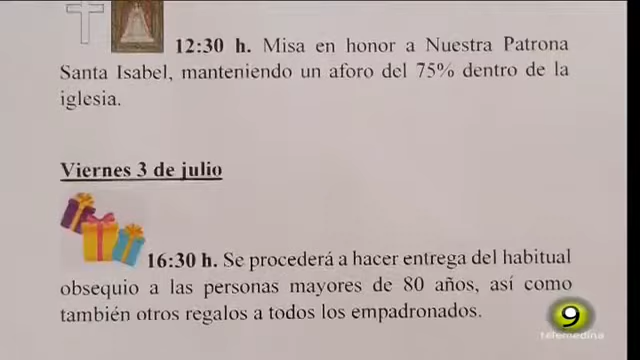 12:30 h. Misa en honor a Nuestra Patrona
Santa Isabel, manteniendo un aforo del 75% dentro de la
iglesia.
Viernes 3 de julio
16:30 h. Se procederá a hacer entrega del habitual
obsequio a las personas mayores de 80 años, así como
también otros regalos a todos los empadronados.
9
telemedina